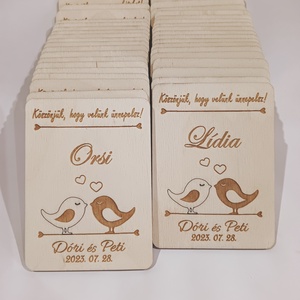 Köszönjük, hogy velünk ünnepelsz!
Orsi
Dóri és Peti
2023. 07. 28.
Köszönjük, hogy velünk ünnepelsz!
Lídia
Dóri és Peti
2023. 07. 28.